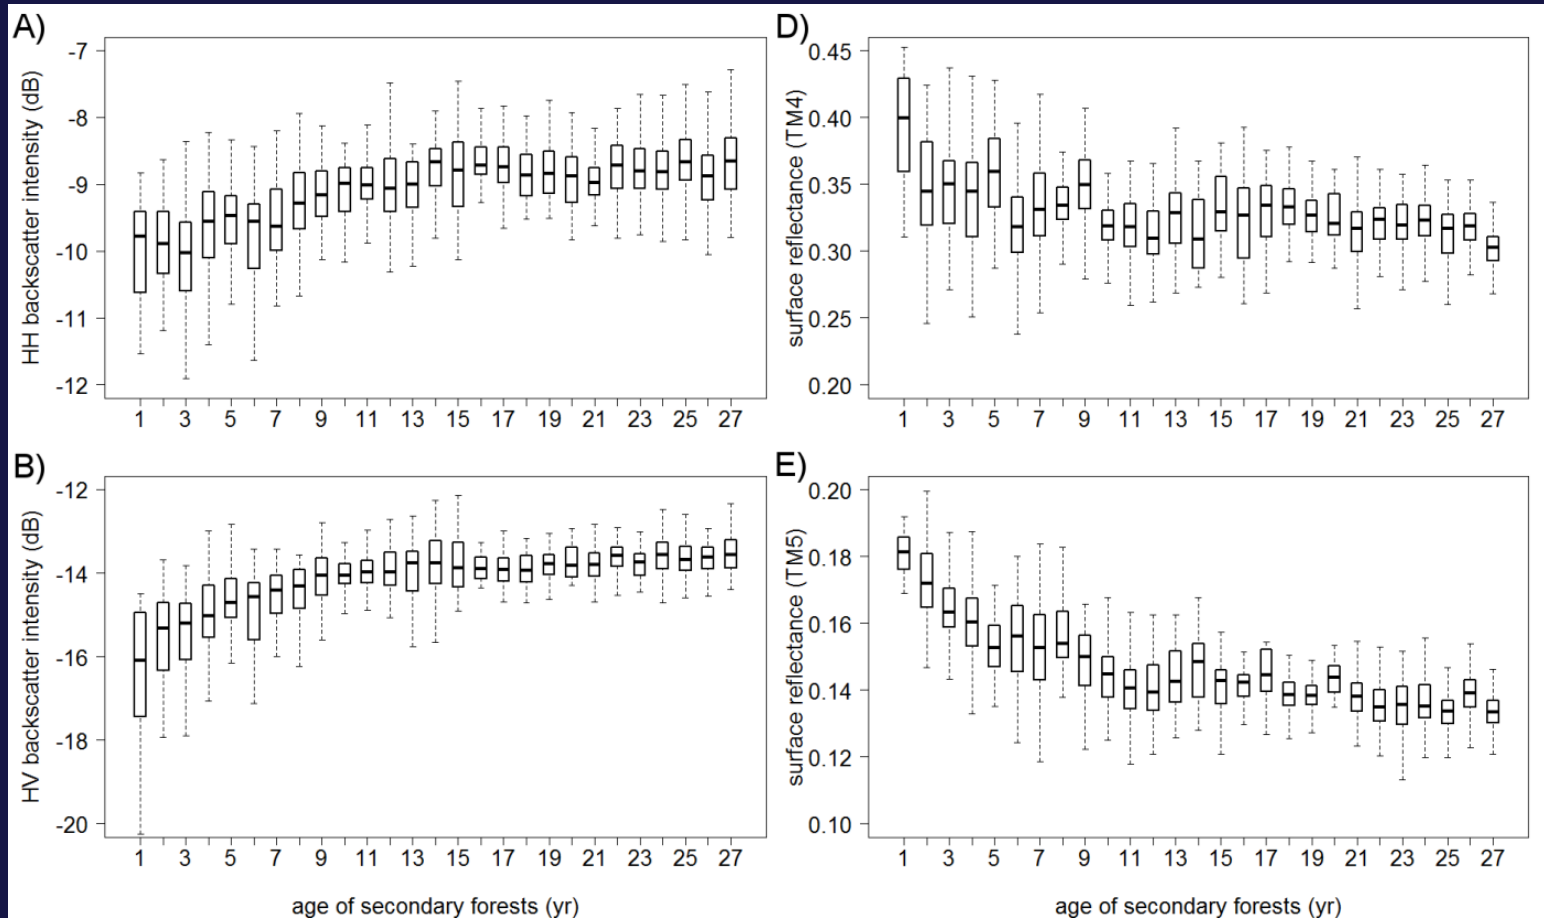 A)
HH backscatter intensity (dB)
-7
-8
-9
-10
-11
-12
1 3 5 7 9 11 13 15 17 19 21 23 25 27
D)
surface reflectance (TM4)
0.45
0.40
0.35
0.30
0.25
0.20
1 3 5 7 9 11 13 15 17 19 21 23 25 27
B)
HV backscatter intensity (dB)
-12
-14
-16
-18
-20
1 3 5 7 9 11 13 15 17 19 21 23 25 27
age of secondary forests (yr)
E)
surface reflectance (TM5)
0.20
0.18
0.16
0.14
0.12
0.10
1 3 5 7 9 11 13 15 17 19 21 23 25 27
age of secondary forests (yr)